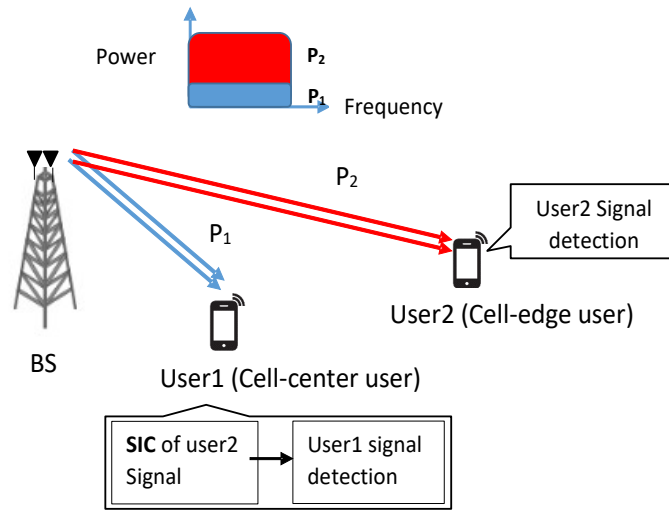 Power
P₂
P₁
Frequency
P₂
User2 Signal
detection
P₁
User2 (Cell-edge user)
BS
User1 (Cell-center user)
SIC of user2
Signal
User1 signal
detection